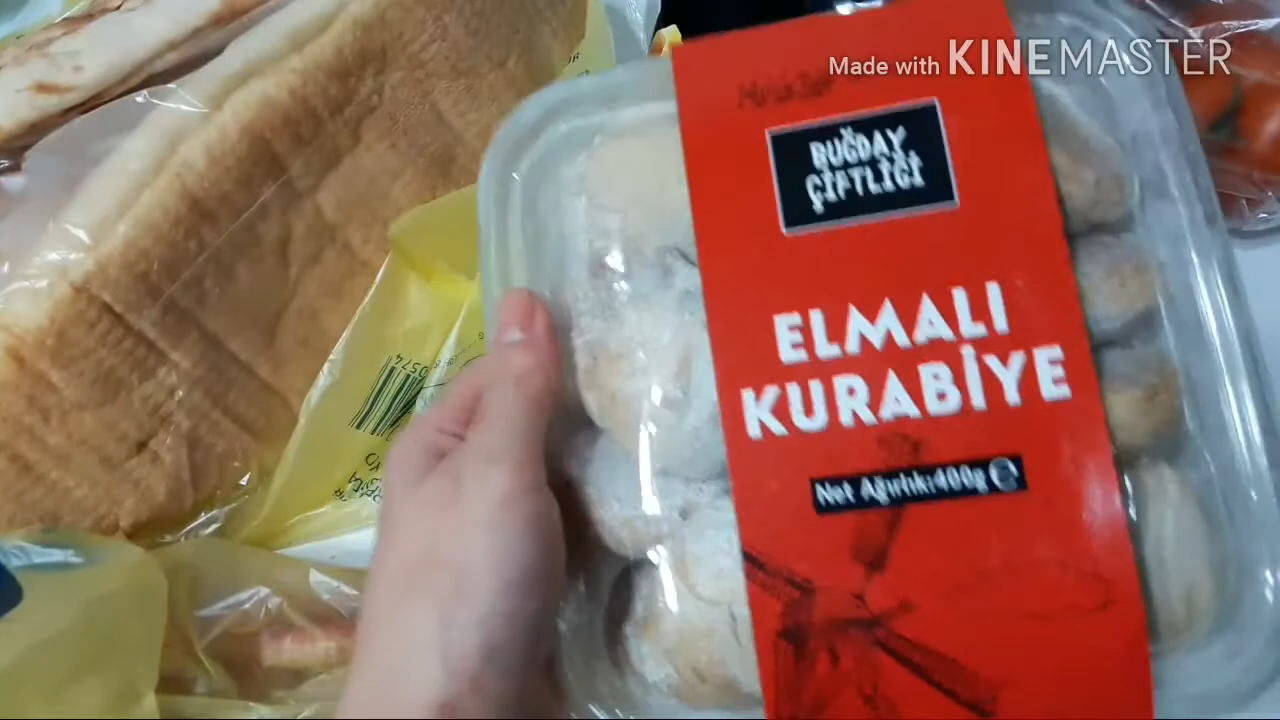 Made with KINEMASTER
BUĞDAY
ÇİFTLİĞİ
ELMALI
KURABİYE
Net Ağırlık:400g ℮